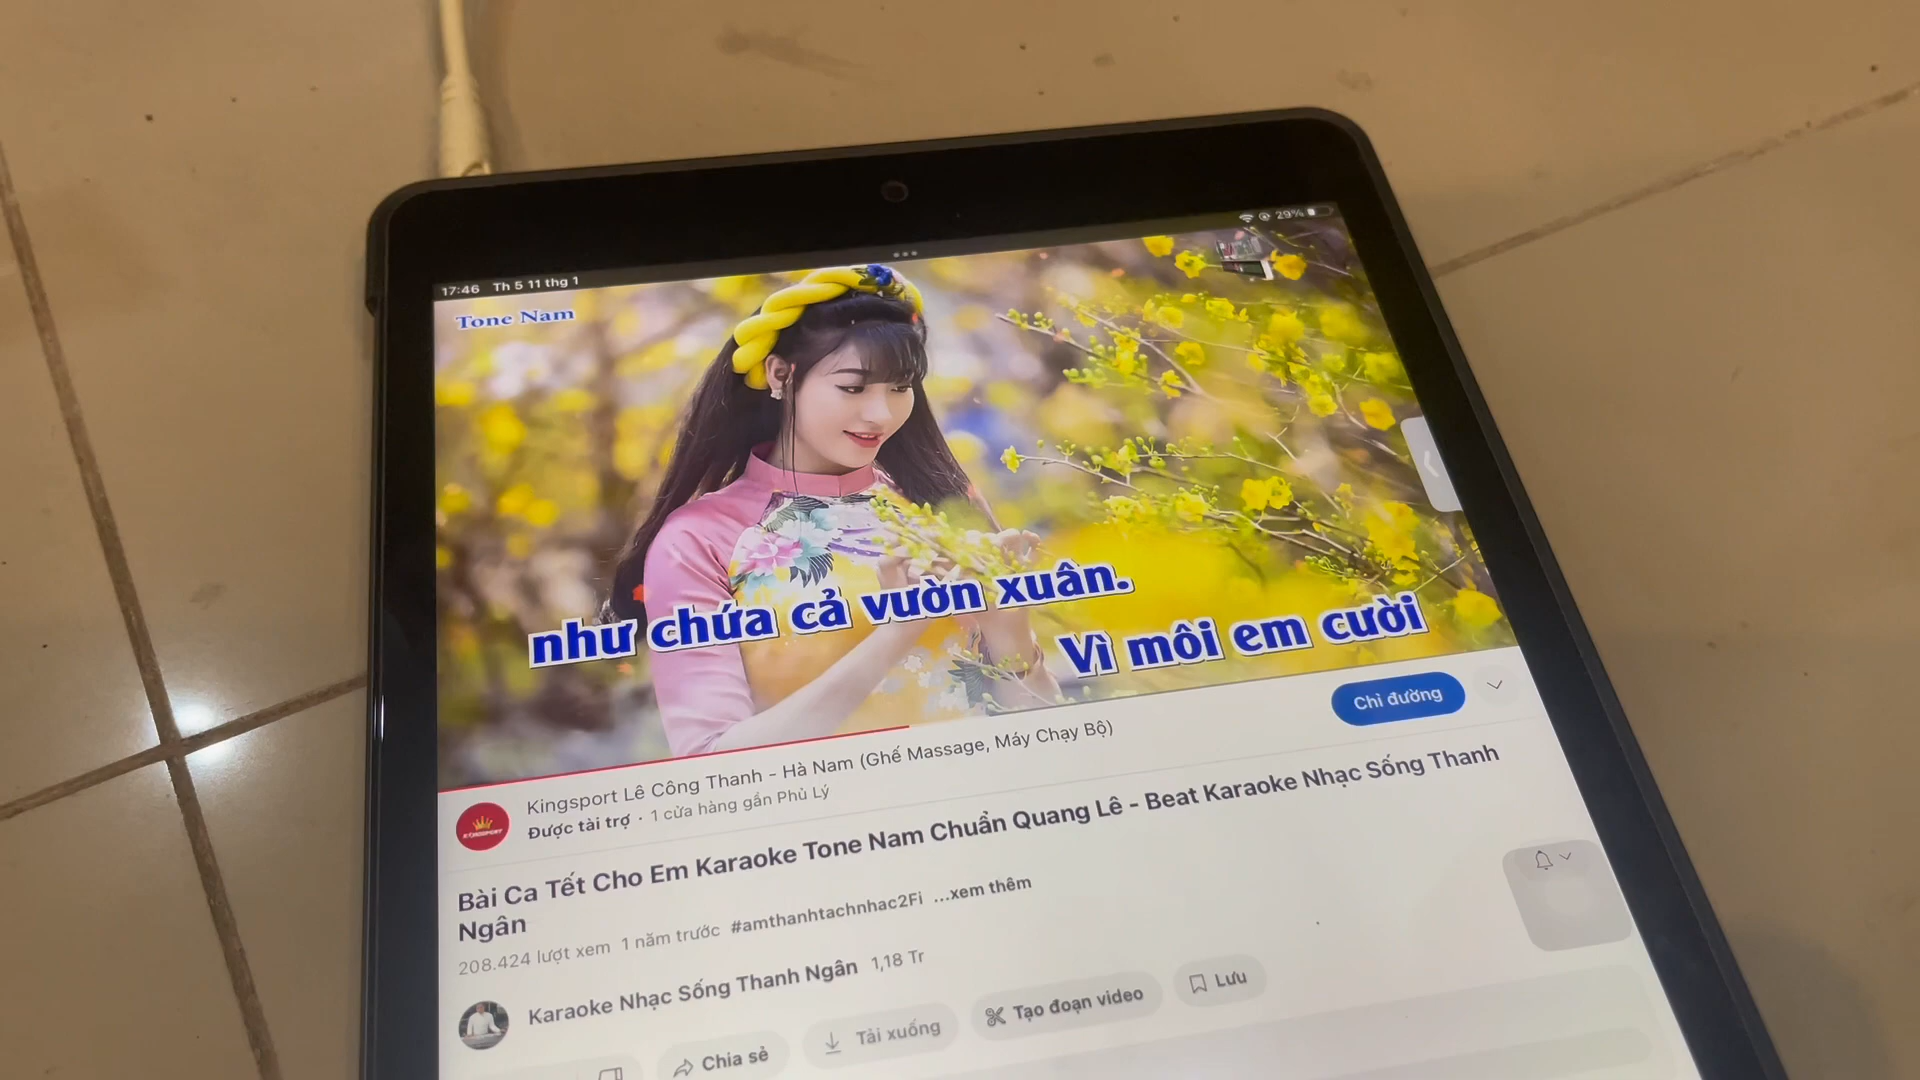 17:46 Th 5 11 thg 1
29%
Tone Nam
như chứa cả vườn xuân.
Vì môi em cười
Chỉ đường
Kingsport Lê Công Thanh - Hà Nam (Ghế Massage, Máy Chạy Bộ)
Được tài trợ · 1 cửa hàng gần Phủ Lý
KINGSPORT
Bài Ca Tết Cho Em Karaoke Tone Nam Chuẩn Quang Lê - Beat Karaoke Nhạc Sống Thanh
Ngân
208.424 lượt xem 1 năm trước #amthanhtachnhac2Fi ...xem thêm
Karaoke Nhạc Sống Thanh Ngân 1,18 Tr
Chia sẻ
Tải xuống
Tạo đoạn video
Lưu